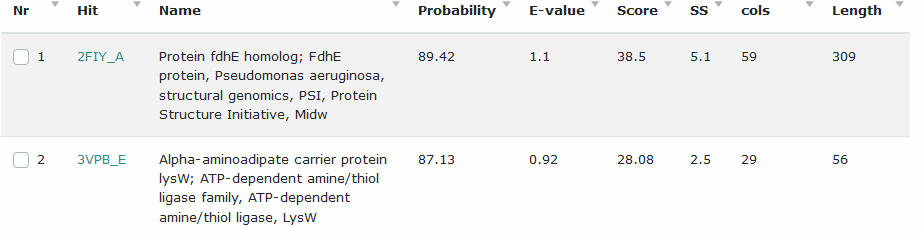 Nr Hit Name Probability E-value Score SS cols Length
1 2FIY_A Protein fdhE homolog; FdhE 89.42 1.1 38.5 5.1 59 309
protein, Pseudomonas aeruginosa,
structural genomics, PSI, Protein
Structure Initiative, Midw
2 3VPB_E Alpha-aminoadipate carrier protein 87.13 0.92 28.08 2.5 29 56
lysW; ATP-dependent amine/thiol
ligase family, ATP-dependent
amine/thiol ligase, LysW